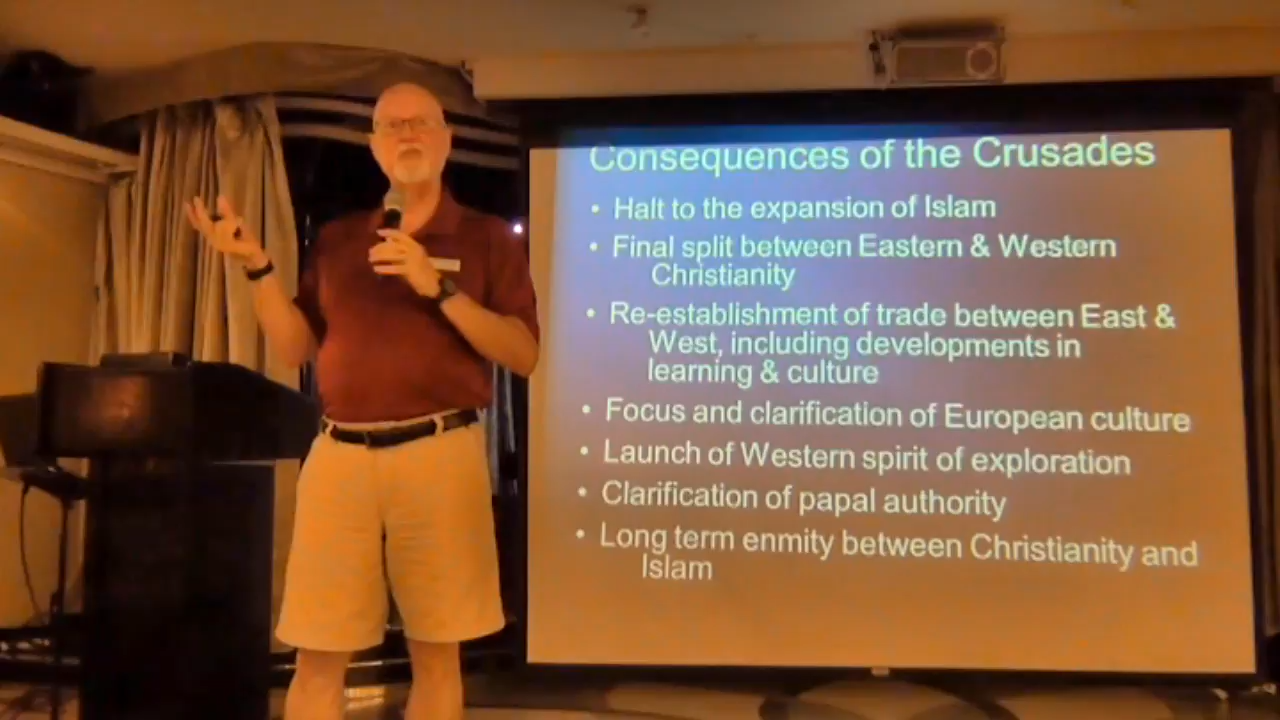 Consequences of the Crusades
• Halt to the expansion of Islam
• Final split between Eastern & Western
Christianity
• Re-establishment of trade between East &
West, including developments in
learning & culture
• Focus and clarification of European culture
• Launch of Western spirit of exploration
• Clarification of papal authority
• Long term enmity between Christianity and
Islam